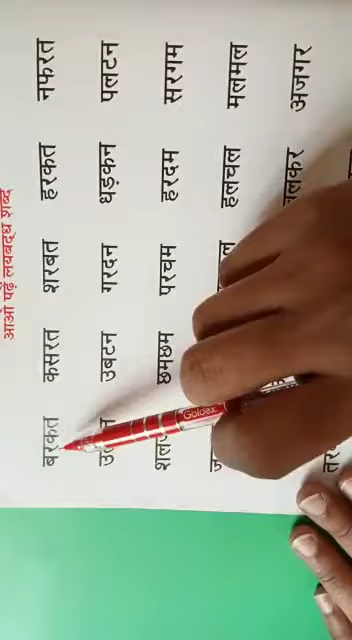 आओ पढ़ें लयबद्ध शब्द
बरकत कसरत शरबत हरकत नफरत
उबटन गरदन धड़कन पलटन
छमछम परचम हरदम सरगम
हलचल मलमल
अजगर
Goldex